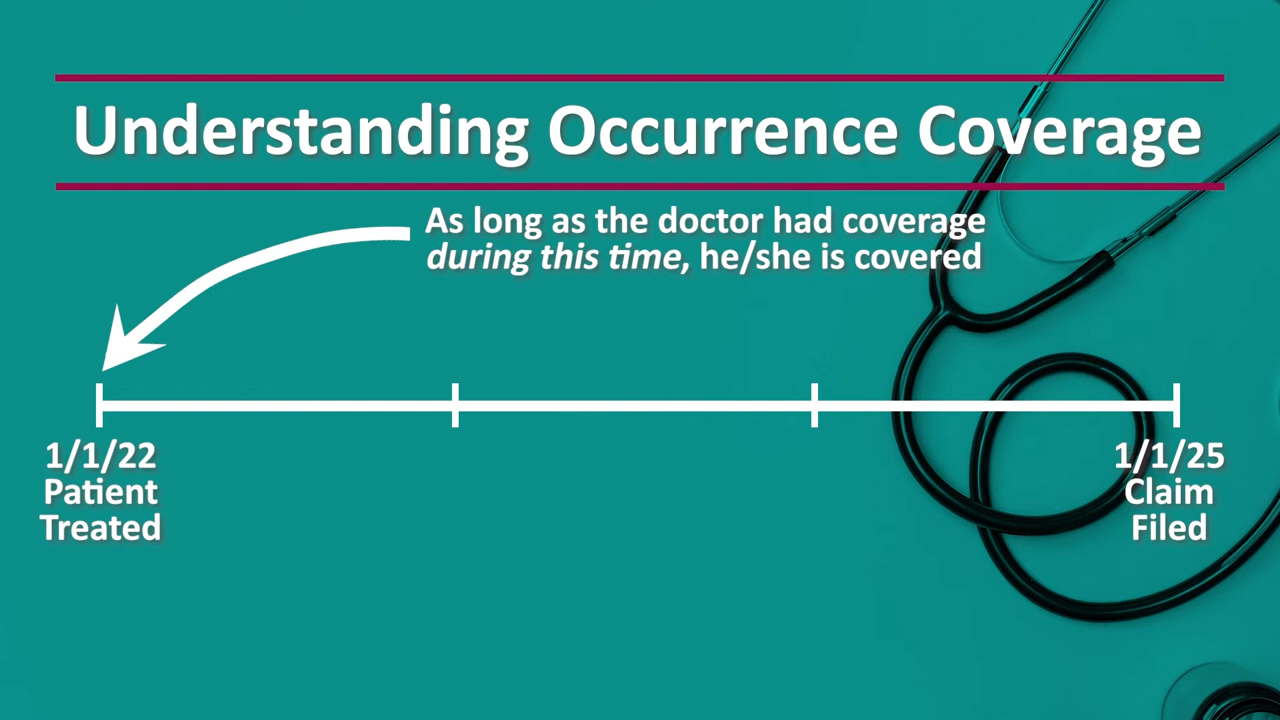 Understanding Occurrence Coverage
As long as the doctor had coverage
during this time, he/she is covered
1/1/22
Patient
Treated
1/1/25
Claim
Filed